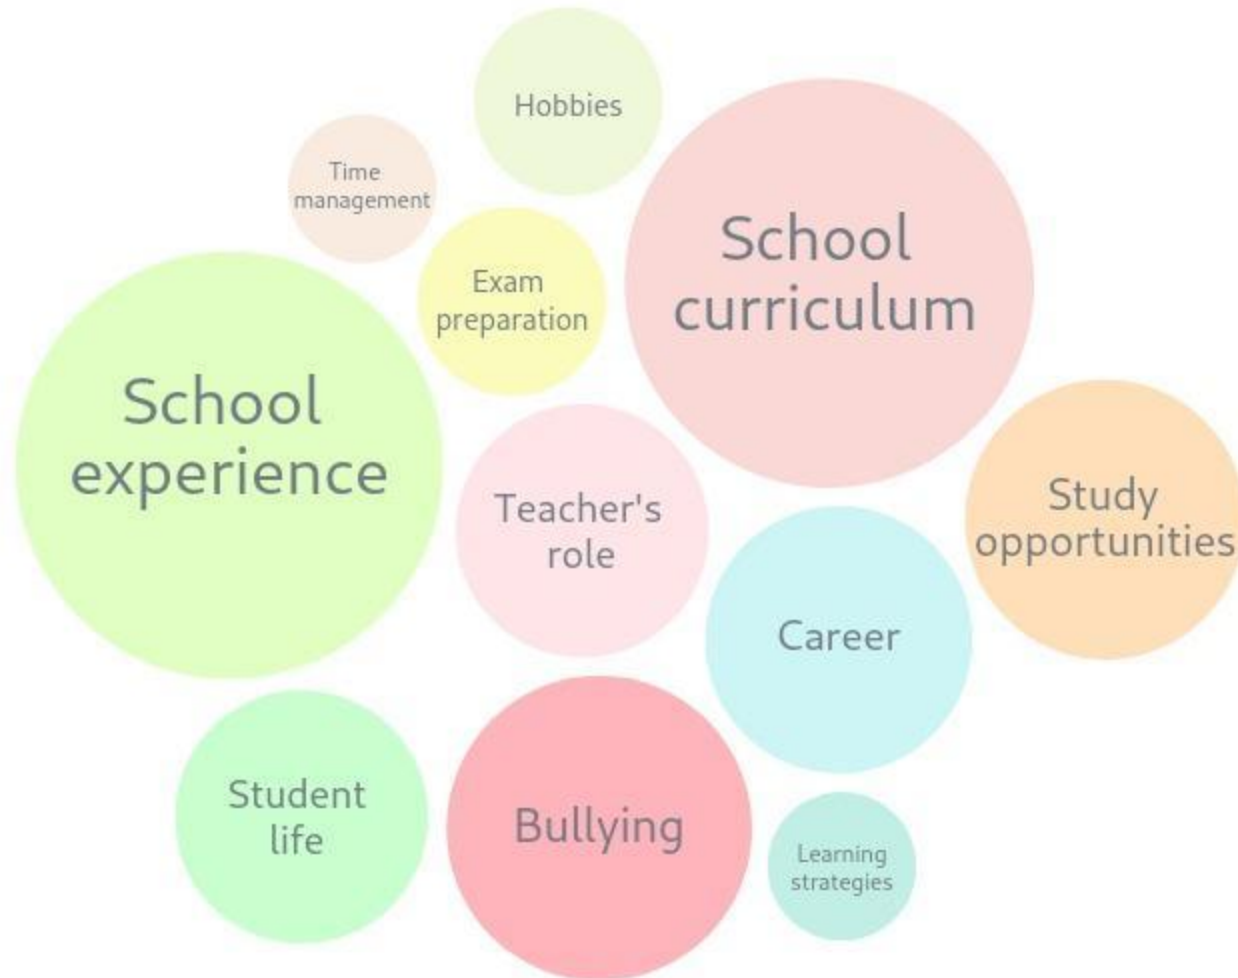 Hobbies
Time
management
School
curriculum
Exam
preparation
School
experience
Teacher's
role
Study
opportunities
Career
Student
life
Bullying
Learning
strategies